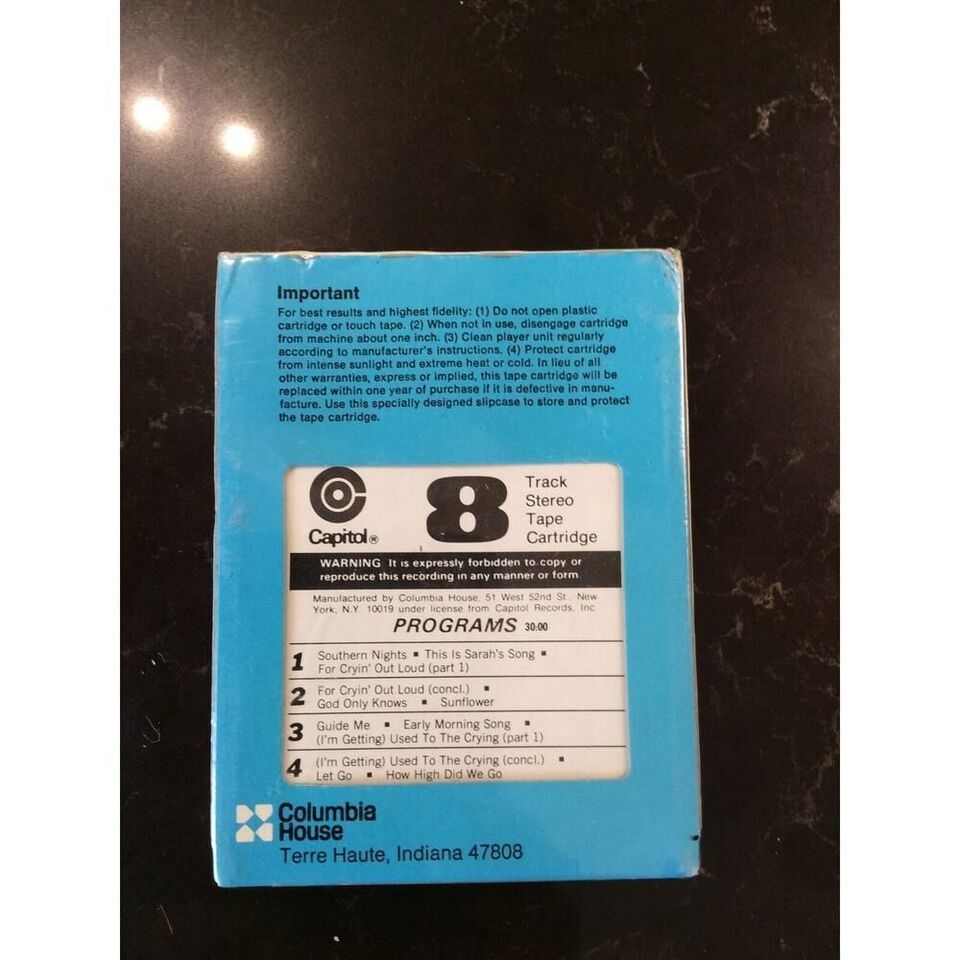 Important
For best results and highest fidelity: (1) Do not open plastic
cartridge or touch tape. (2) When not in use, disengage cartridge
from machine about one inch. (3) Clean player unit regularly
according to manufacturer's instructions. (4) Protect cartridge
from intense sunlight and extreme heat or cold. In lieu of all
other warranties, express or implied, this tape cartridge will be
replaced within one year of purchase if it is defective in manu-
facture. Use this specially designed slipcase to store and protect
the tape cartridge.
Capitol®
8
Track
Stereo
Tape
Cartridge
WARNING It is expressly forbidden to copy or
reproduce this recording in any manner or form
Manufactured by Columbia House, 51 West 52nd St., New
York, N.Y. 10019 under license from Capitol Records, Inc
PROGRAMS 30:00
1 Southern Nights ▪ This Is Sarah's Song ▪
For Cryin' Out Loud (part 1)
2 For Cryin' Out Loud (concl.) ▪
God Only Knows ▪ Sunflower
3 Guide Me ▪ Early Morning Song ▪
(I'm Getting) Used To The Crying (part 1)
4 (I'm Getting) Used To The Crying (concl.) ▪
Let Go ▪ How High Did We Go
Columbia
House
Terre Haute, Indiana 47808